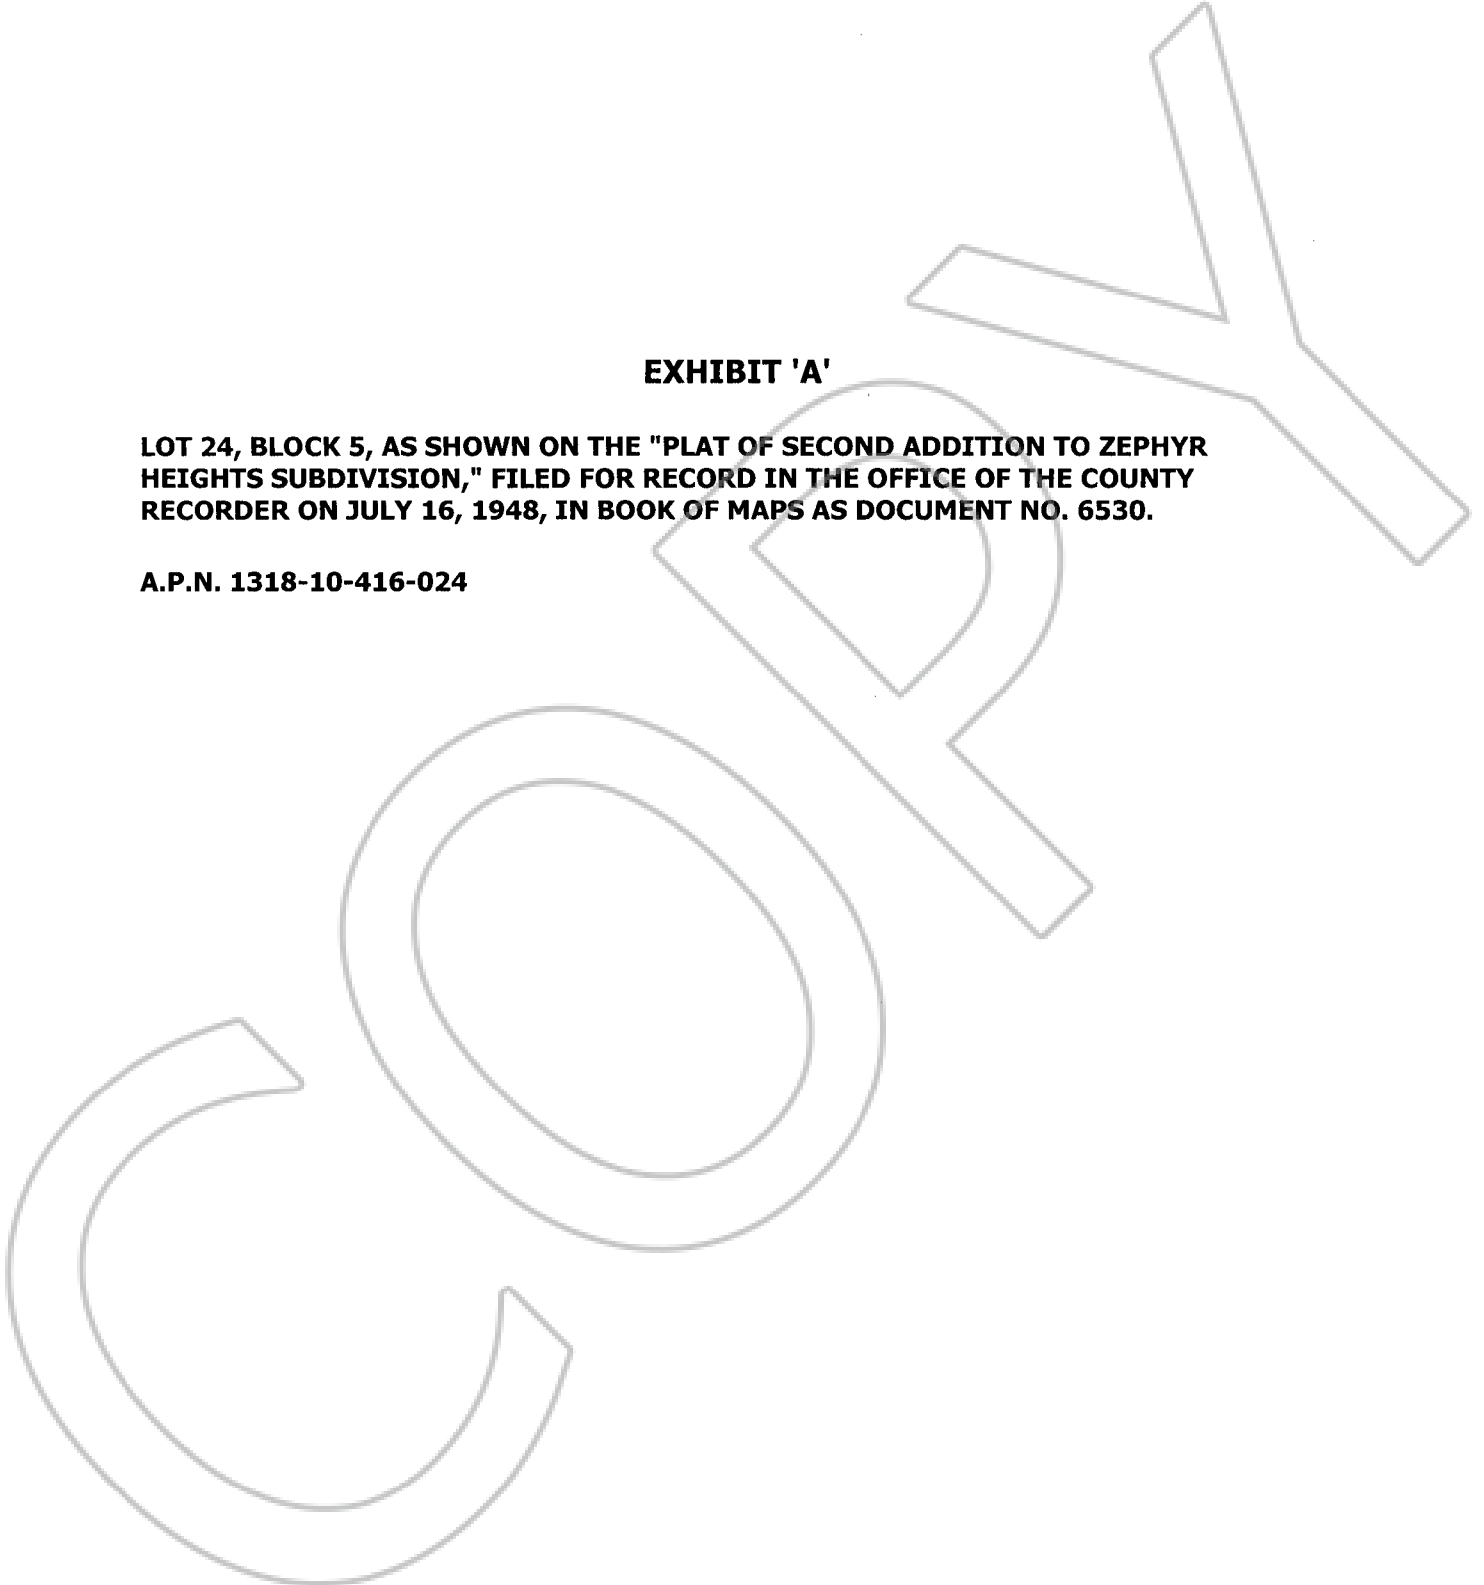 EXHIBIT 'A'
LOT 24, BLOCK 5, AS SHOWN ON THE "PLAT OF SECOND ADDITION TO ZEPHYR
HEIGHTS SUBDIVISION," FILED FOR RECORD IN THE OFFICE OF THE COUNTY
RECORDER ON JULY 16, 1948, IN BOOK OF MAPS AS DOCUMENT NO. 6530.
A.P.N. 1318-10-416-024
COPY